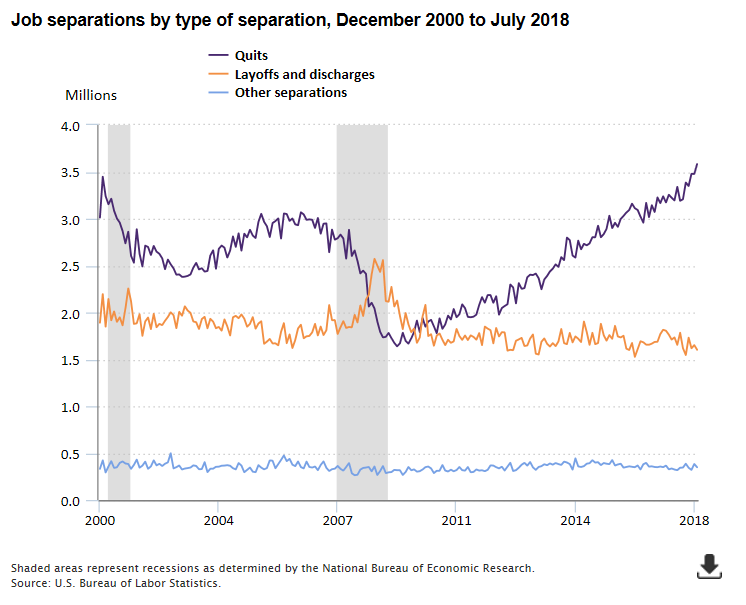 Job separations by type of separation, December 2000 to July 2018
Quits
Layoffs and discharges
Other separations
Millions
4.0
3.5
3.0
2.5
2.0
1.5
1.0
0.5
0.0
2000 2004 2007 2011 2014 2018
Shaded areas represent recessions as determined by the National Bureau of Economic Research.
Source: U.S. Bureau of Labor Statistics.